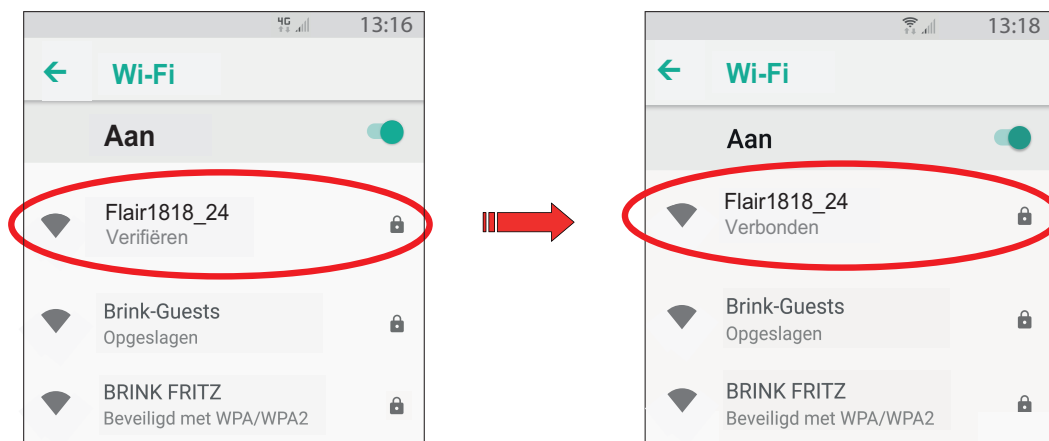 4G 13:16
Wi-Fi
Aan
Flair1818_24
Verifiëren
Brink-Guests
Opgeslagen
BRINK FRITZ
Beveiligd met WPA/WPA2
13:18
Wi-Fi
Aan
Flair1818_24
Verbonden
Brink-Guests
Opgeslagen
BRINK FRITZ
Beveiligd met WPA/WPA2